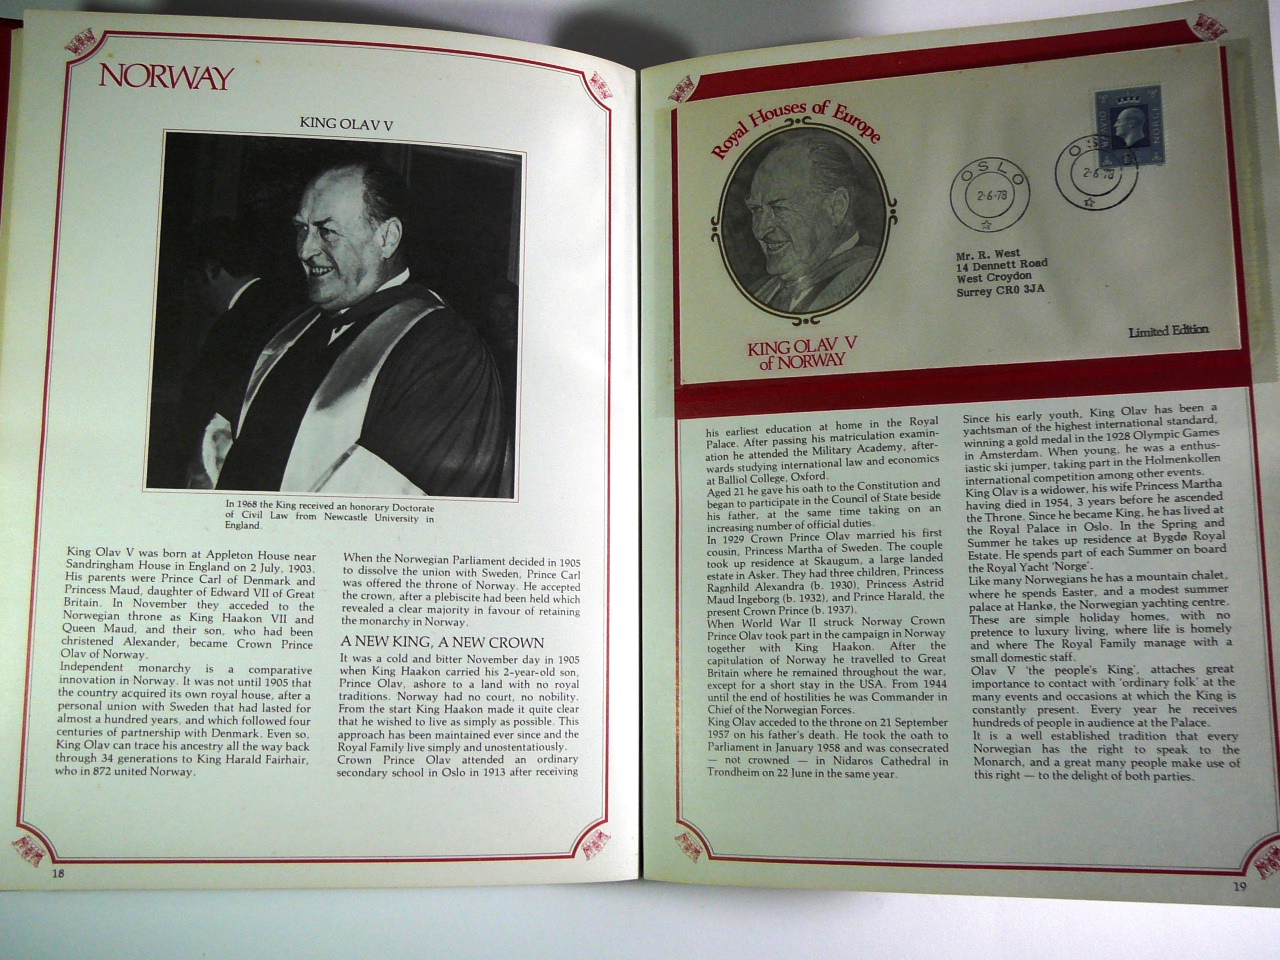 NORWAY
KING OLAV V
In 1968 the King received an honorary Doctorate
of Civil Law from Newcastle University in
England.
King Olav V was born at Appleton House near
Sandringham House in England on 2 July, 1903.
His parents were Prince Carl of Denmark and
Princess Maud, daughter of Edward VII of Great
Britain. In November they acceded to the
Norwegian throne as King Haakon VII and
Queen Maud, and their son, who had been
christened Alexander, became Crown Prince
Olav of Norway.
Independent monarchy is a comparative
innovation in Norway. It was not until 1905 that
the country acquired its own royal house, after a
personal union with Sweden that had lasted for
almost a hundred years, and which followed four
centuries of partnership with Denmark. Even so,
King Olav can trace his ancestry all the way back
through 34 generations to King Harald Fairhair,
who in 872 united Norway.
When the Norwegian Parliament decided in 1905
to dissolve the union with Sweden, Prince Carl
was offered the throne of Norway. He accepted
the crown, after a plebiscite had been held which
revealed a clear majority in favour of retaining
the monarchy in Norway.
A NEW KING, A NEW CROWN
It was a cold and bitter November day in 1905
when King Haakon carried his 2-year-old son,
Prince Olav, ashore to a land with no royal
traditions. Norway had no court, no nobility.
From the start King Haakon made it quite clear
that he wished to live as simply as possible. This
approach has been maintained ever since and the
Royal Family live simply and unostentatiously.
Crown Prince Olav attended an ordinary
secondary school in Oslo in 1913 after receiving
18
Royal Houses of Europe
KING OLAV V
of NORWAY
OSLO
2-6-78
OSLO
2-6-78
OLAV V
NORGE
Mr. R. West
14 Dennett Road
West Croydon
Surrey CR0 3JA
Limited Edition
his earliest education at home in the Royal
Palace. After passing his matriculation examin-
ation he attended the Military Academy, after-
wards studying international law and economics
at Balliol College, Oxford.
Aged 21 he gave his oath to the Constitution and
began to participate in the Council of State beside
his father, at the same time taking on an
increasing number of official duties.
In 1929 Crown Prince Olav married his first
cousin, Princess Martha of Sweden. The couple
took up residence at Skaugum, a large landed
estate in Asker. They had three children, Princess
Ragnhild Alexandra (b. 1930), Princess Astrid
Maud Ingeborg (b. 1932), and Prince Harald, the
present Crown Prince (b. 1937).
When World War II struck Norway Crown
Prince Olav took part in the campaign in Norway
together with King Haakon. After the
capitulation of Norway he travelled to Great
Britain where he remained throughout the war,
except for a short stay in the USA. From 1944
until the end of hostilities he was Commander in
Chief of the Norwegian Forces.
King Olav acceded to the throne on 21 September
1957 on his father's death. He took the oath to
Parliament in January 1958 and was consecrated
— not crowned — in Nidaros Cathedral in
Trondheim on 22 June in the same year.
Since his early youth, King Olav has been a
yachtsman of the highest international standard,
winning a gold medal in the 1928 Olympic Games
in Amsterdam. When young, he was a enthus-
iastic ski jumper, taking part in the Holmenkollen
international competition among other events.
King Olav is a widower, his wife Princess Martha
having died in 1954, 3 years before he ascended
the Throne. Since he became King, he has lived at
the Royal Palace in Oslo. In the Spring and
Summer he takes up residence at Bygdø Royal
Estate. He spends part of each Summer on board
the Royal Yacht 'Norge'.
Like many Norwegians he has a mountain chalet,
where he spends Easter, and a modest summer
palace at Hankø, the Norwegian yachting centre.
These are simple holiday homes, with no
pretence to luxury living, where life is homely
and where The Royal Family manage with a
small domestic staff.
Olav V 'the people's King', attaches great
importance to contact with 'ordinary folk' at the
many events and occasions at which the King is
constantly present. Every year he receives
hundreds of people in audience at the Palace.
It is a well established tradition that every
Norwegian has the right to speak to the
Monarch, and a great many people make use of
this right — to the delight of both parties.
19